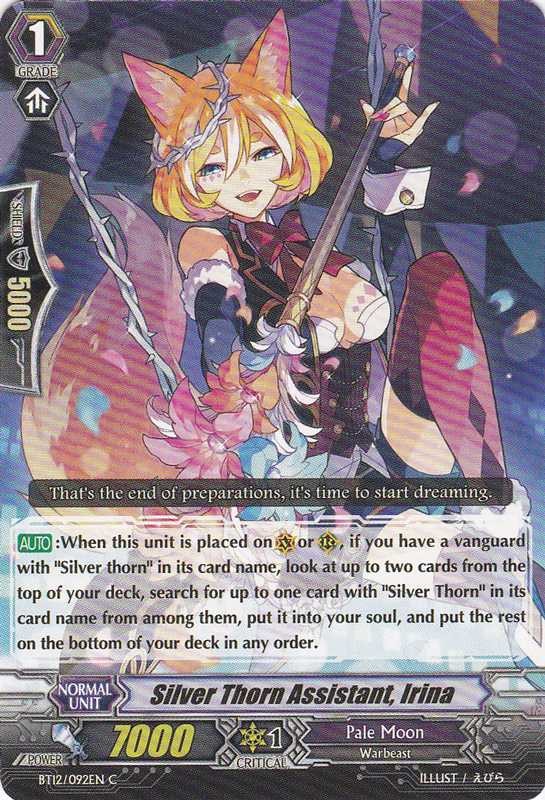 1
GRADE
SHIELD
5000
That's the end of preparations, it's time to start dreaming.
AUTO:When this unit is placed on or , if you have a vanguard
with "Silver thorn" in its card name, look at up to two cards from the
top of your deck, search for up to one card with "Silver Thorn" in its
card name from among them, put it into your soul, and put the rest
on the bottom of your deck in any order.
NORMAL
UNIT
Silver Thorn Assistant, Irina
POWER
7000
1
CRITICAL
Pale Moon
Warbeast
BT12/092EN C
ILLUST / えびら